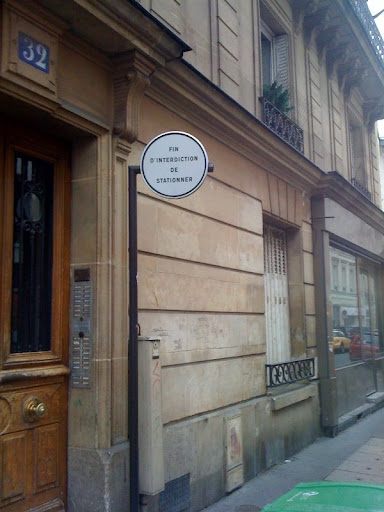 32
FIN
D'INTERDICTION
DE
STATIONNER